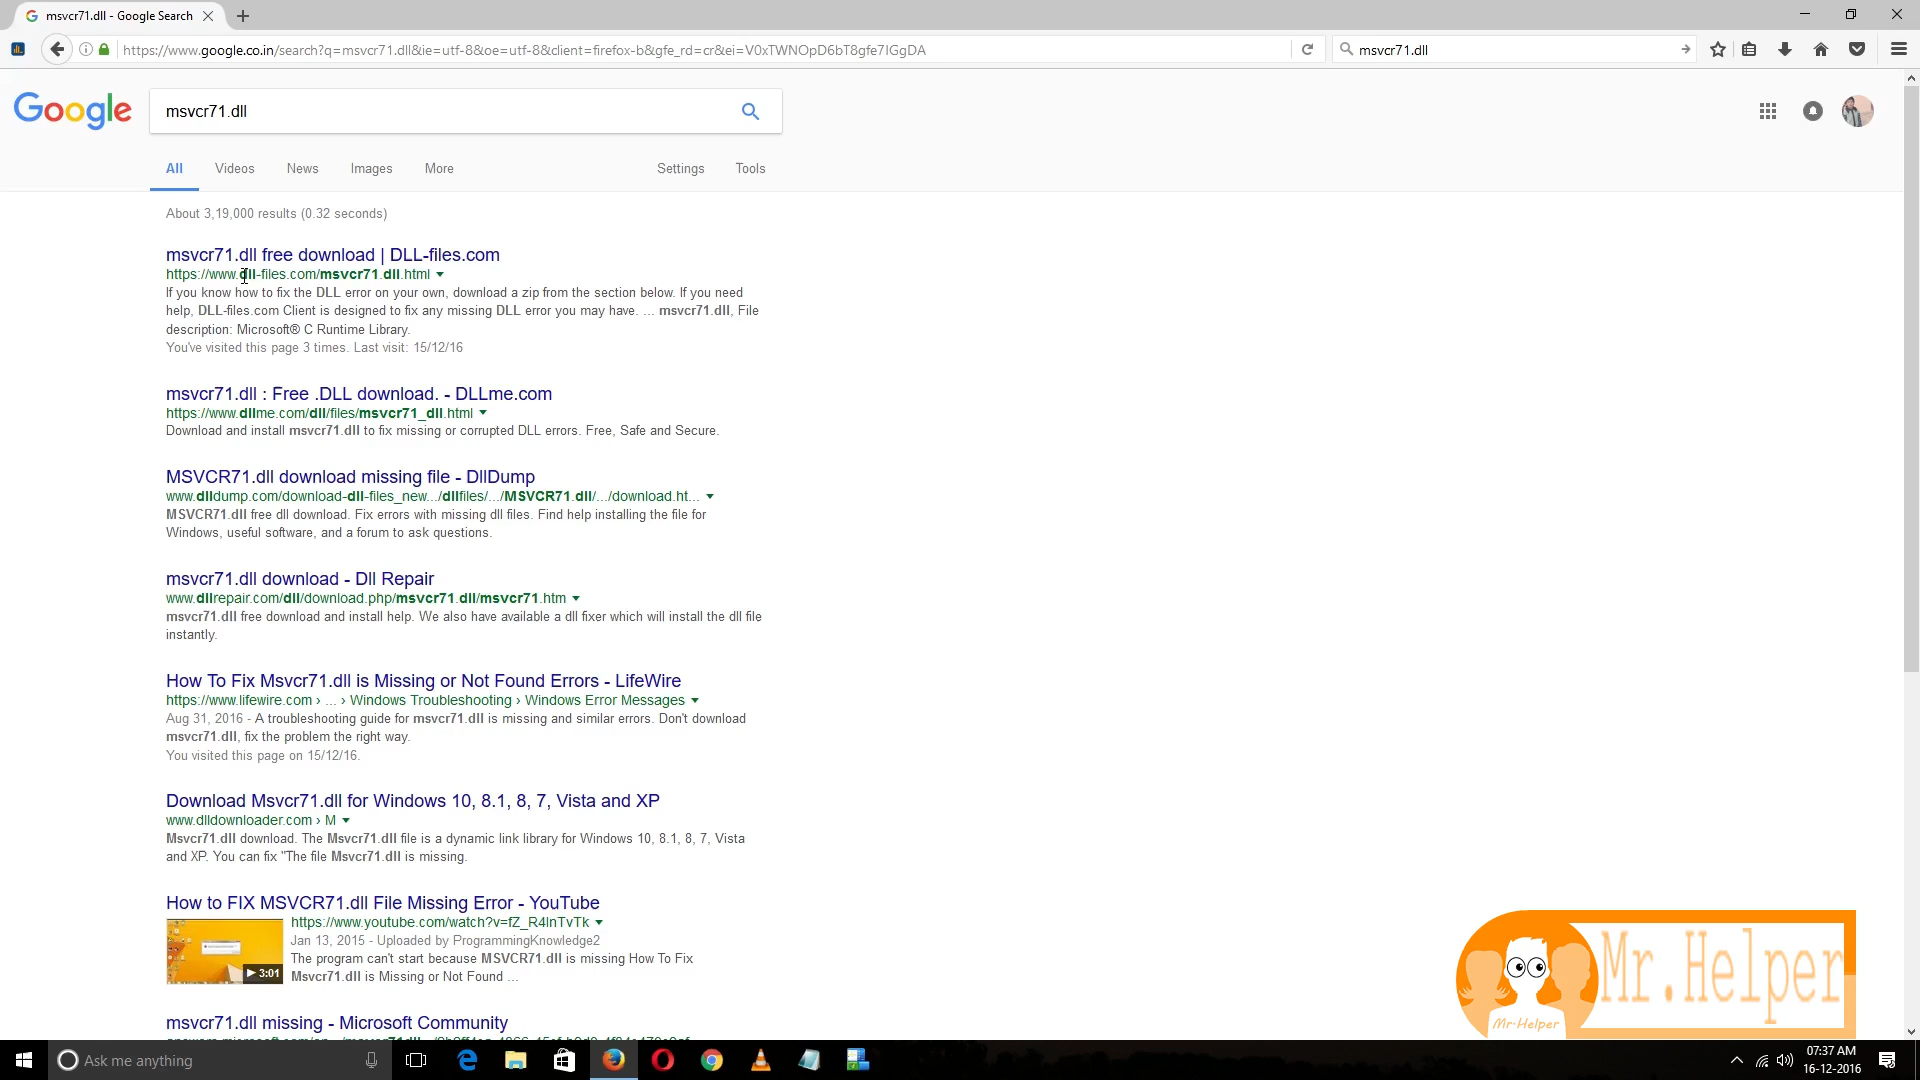 msvcr71.dll - Google Search
https://www.google.co.in/search?q=msvcr71.dll&ie=utf-8&oe=utf-8&client=firefox-b&gfe_rd=cr&ei=V0xTWNOpD6bT8gfe7IGgDA
msvcr71.dll
Google
msvcr71.dll
All Videos News Images More Settings Tools
About 3,19,000 results (0.32 seconds)
msvcr71.dll free download | DLL-files.com
https://www.dll-files.com/msvcr71.dll.html
If you know how to fix the DLL error on your own, download a zip from the section below. If you need
help, DLL-files.com Client is designed to fix any missing DLL error you may have. ... msvcr71.dll, File
description: Microsoft® C Runtime Library.
You've visited this page 3 times. Last visit: 15/12/16
msvcr71.dll : Free .DLL download. - DLLme.com
https://www.dllme.com/dll/files/msvcr71_dll.html
Download and install msvcr71.dll to fix missing or corrupted DLL errors. Free, Safe and Secure.
MSVCR71.dll download missing file - DllDump
www.dlldump.com/download-dll-files_new.../dllfiles/.../MSVCR71.dll/.../download.ht...
MSVCR71.dll free dll download. Fix errors with missing dll files. Find help installing the file for
Windows, useful software, and a forum to ask questions.
msvcr71.dll download - Dll Repair
www.dllrepair.com/dll/download.php/msvcr71.dll/msvcr71.htm
msvcr71.dll free download and install help. We also have available a dll fixer which will install the dll file
instantly.
How To Fix Msvcr71.dll is Missing or Not Found Errors - LifeWire
https://www.lifewire.com › ... › Windows Troubleshooting › Windows Error Messages
Aug 31, 2016 - A troubleshooting guide for msvcr71.dll is missing and similar errors. Don't download
msvcr71.dll, fix the problem the right way.
You visited this page on 15/12/16.
Download Msvcr71.dll for Windows 10, 8.1, 8, 7, Vista and XP
www.dlldownloader.com › M
Msvcr71.dll download. The Msvcr71.dll file is a dynamic link library for Windows 10, 8.1, 8, 7, Vista
and XP. You can fix "The file Msvcr71.dll is missing.
How to FIX MSVCR71.dll File Missing Error - YouTube
https://www.youtube.com/watch?v=fZ_R4lnTvTk
Jan 13, 2015 - Uploaded by ProgrammingKnowledge2
The program can't start because MSVCR71.dll is missing How To Fix
Msvcr71.dll is Missing or Not Found ...
3:01
msvcr71.dll missing - Microsoft Community
Mr.Helper
Mr-Helper
Ask me anything
07:37 AM
16-12-2016